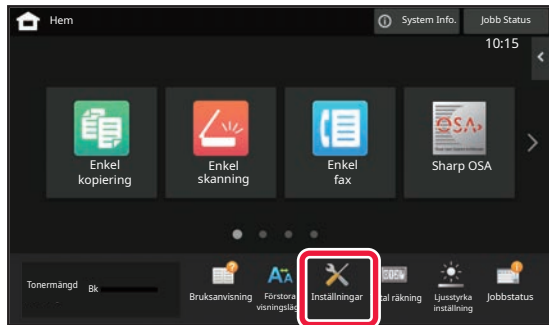 Hem
System Info.
Jobb Status
10:15
Enkel
kopiering
Enkel
skanning
Enkel
fax
OSA
Sharp OSA
Tonermängd
Bk
Bruksanvisning
Förstora
Inställningar
tal räkning
Ljusstyrka
inställning
Jobbstatus